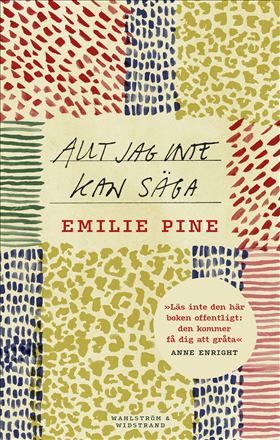 ALLT JAG INTE
KAN SÄGA
EMILIE PINE
»Läs inte den här
boken offentligt:
den kommer
få dig att gråta«
ANNE ENRIGHT
WAHLSTRÖM &
WIDSTRAND